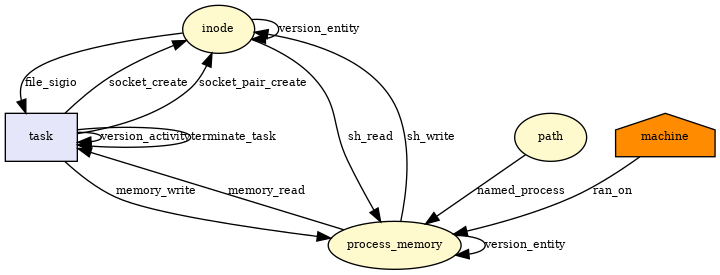 inode
version_entity
file_sigio
socket_create
socket_pair_create
task
version_activity
terminate_task
sh_read
sh_write
path
machine
memory_write
memory_read
named_process
ran_on
process_memory
version_entity